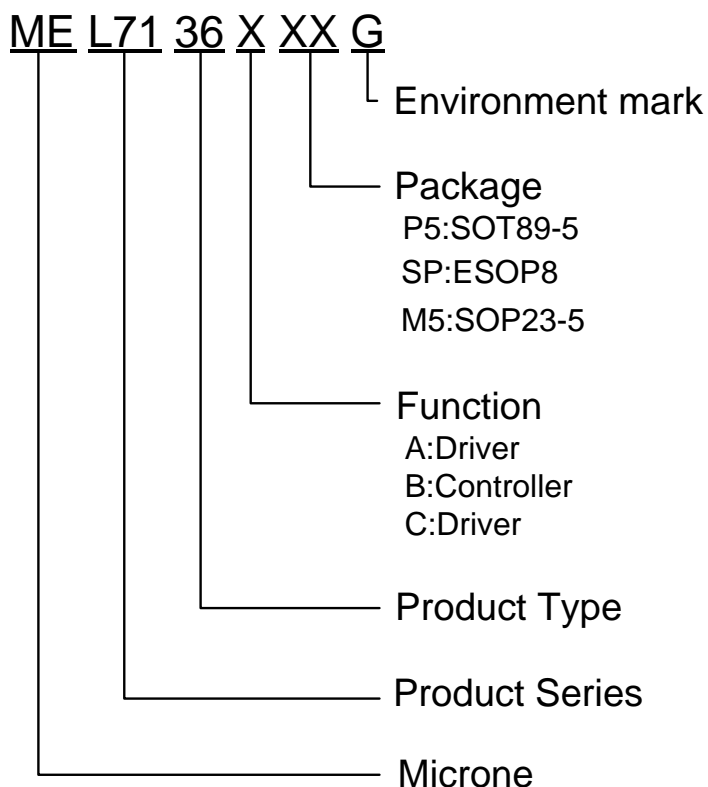 ME L71 36 X XX G
Environment mark
Package
P5:SOT89-5
SP:ESOP8
M5:SOP23-5
Function
A:Driver
B:Controller
C:Driver
Product Type
Product Series
Microne